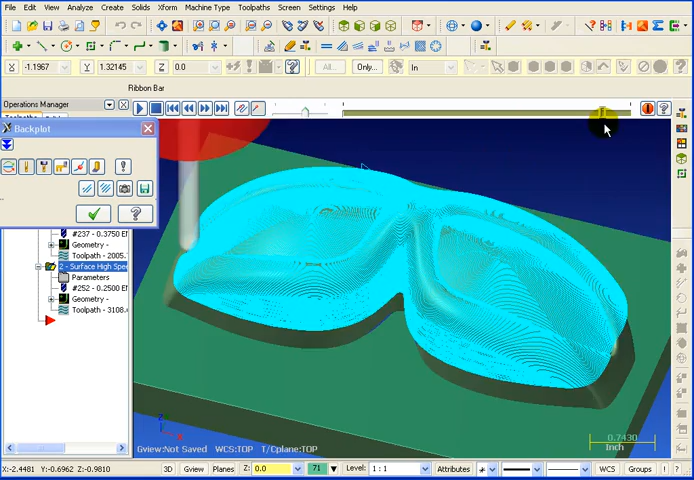 File Edit View Analyze Create Solids Xform Machine Type Toolpaths Screen Settings Help
X -1.1967 Y 1.32145 Z 0.0 All... Only... In
Ribbon Bar
Operations Manager
Backplot
#237 - 0.3750 E
Geometry -
Toolpath - 2005.
2 - Surface High Spe
Parameters
#252 - 0.2500 E
Geometry -
Toolpath - 3108.
Z
X
0.7430
Inch
Gview:Not Saved WCS:TOP T/Cplane:TOP
X:-2.4481 Y:-0.6962 Z:-0.9810 3D Gview Planes Z: 0.0 71 Level: 1 : 1 Attributes * WCS Groups ! ?